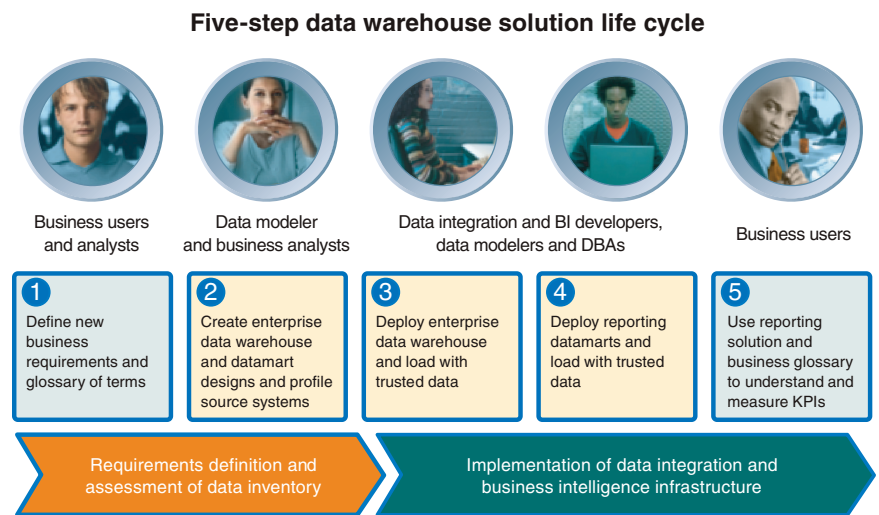 Five-step data warehouse solution life cycle
Business users
and analysts
Data modeler
and business analysts
Data integration and BI developers,
data modelers and DBAs
Business users
1
Define new
business
requirements and
glossary of terms
2
Create enterprise
data warehouse
and datamart
designs and profile
source systems
3
Deploy enterprise
data warehouse
and load with
trusted data
4
Deploy reporting
datamarts and
load with trusted
data
5
Use reporting
solution and
business glossary
to understand and
measure KPIs
Requirements definition and
assessment of data inventory
Implementation of data integration and
business intelligence infrastructure